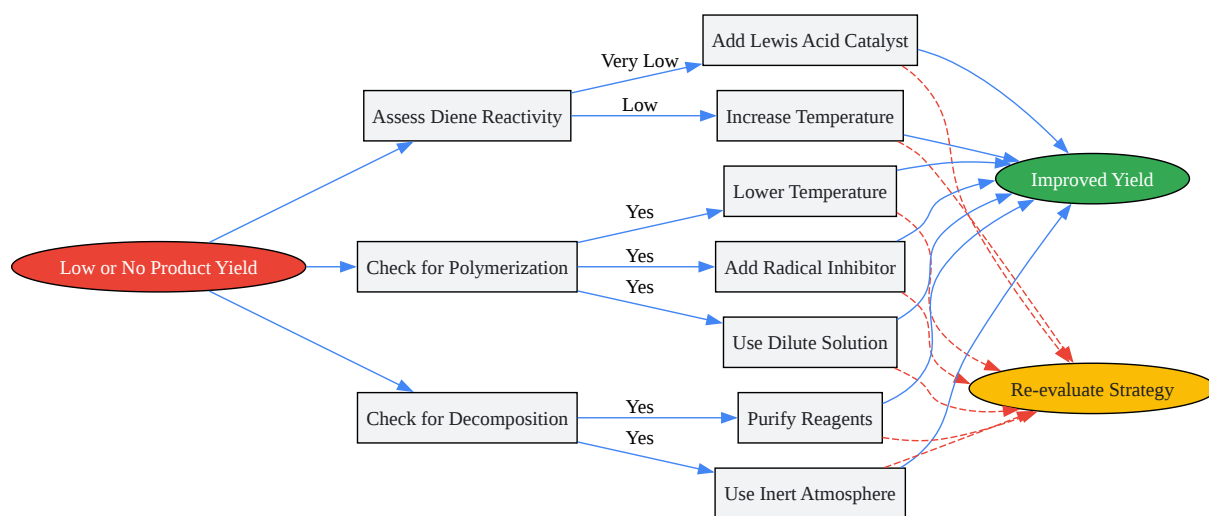 Add Lewis Acid Catalyst
Very Low
Assess Diene Reactivity
Low
Increase Temperature
Improved Yield
Lower Temperature
Yes
Low or No Product Yield
Check for Polymerization
Yes
Add Radical Inhibitor
Yes
Use Dilute Solution
Re-evaluate Strategy
Check for Decomposition
Yes
Purify Reagents
Yes
Use Inert Atmosphere